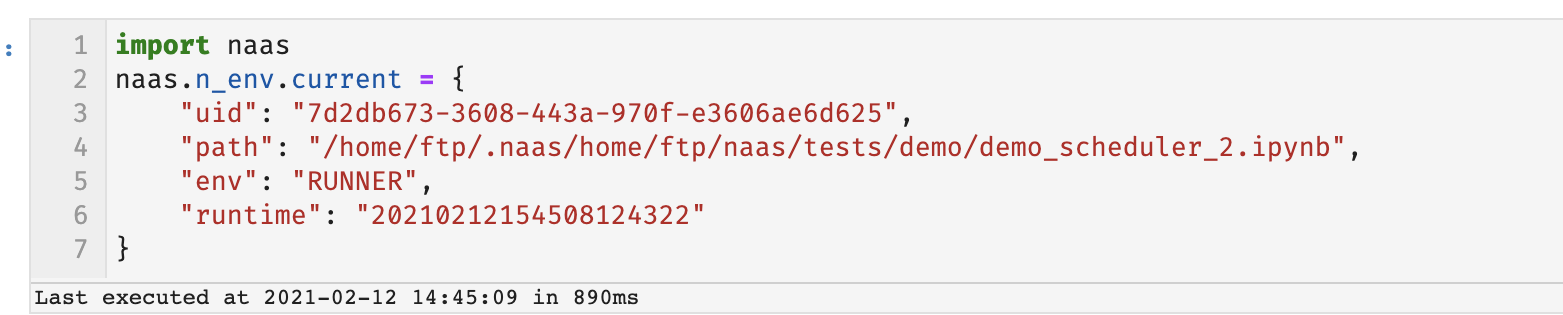 :
1 import naas
2 naas.n_env.current = {
3     "uid": "7d2db673-3608-443a-970f-e3606ae6d625",
4     "path": "/home/ftp/.naas/home/ftp/naas/tests/demo/demo_scheduler_2.ipynb",
5     "env": "RUNNER",
6     "runtime": "20210212154508124322"
7 }
Last executed at 2021-02-12 14:45:09 in 890ms